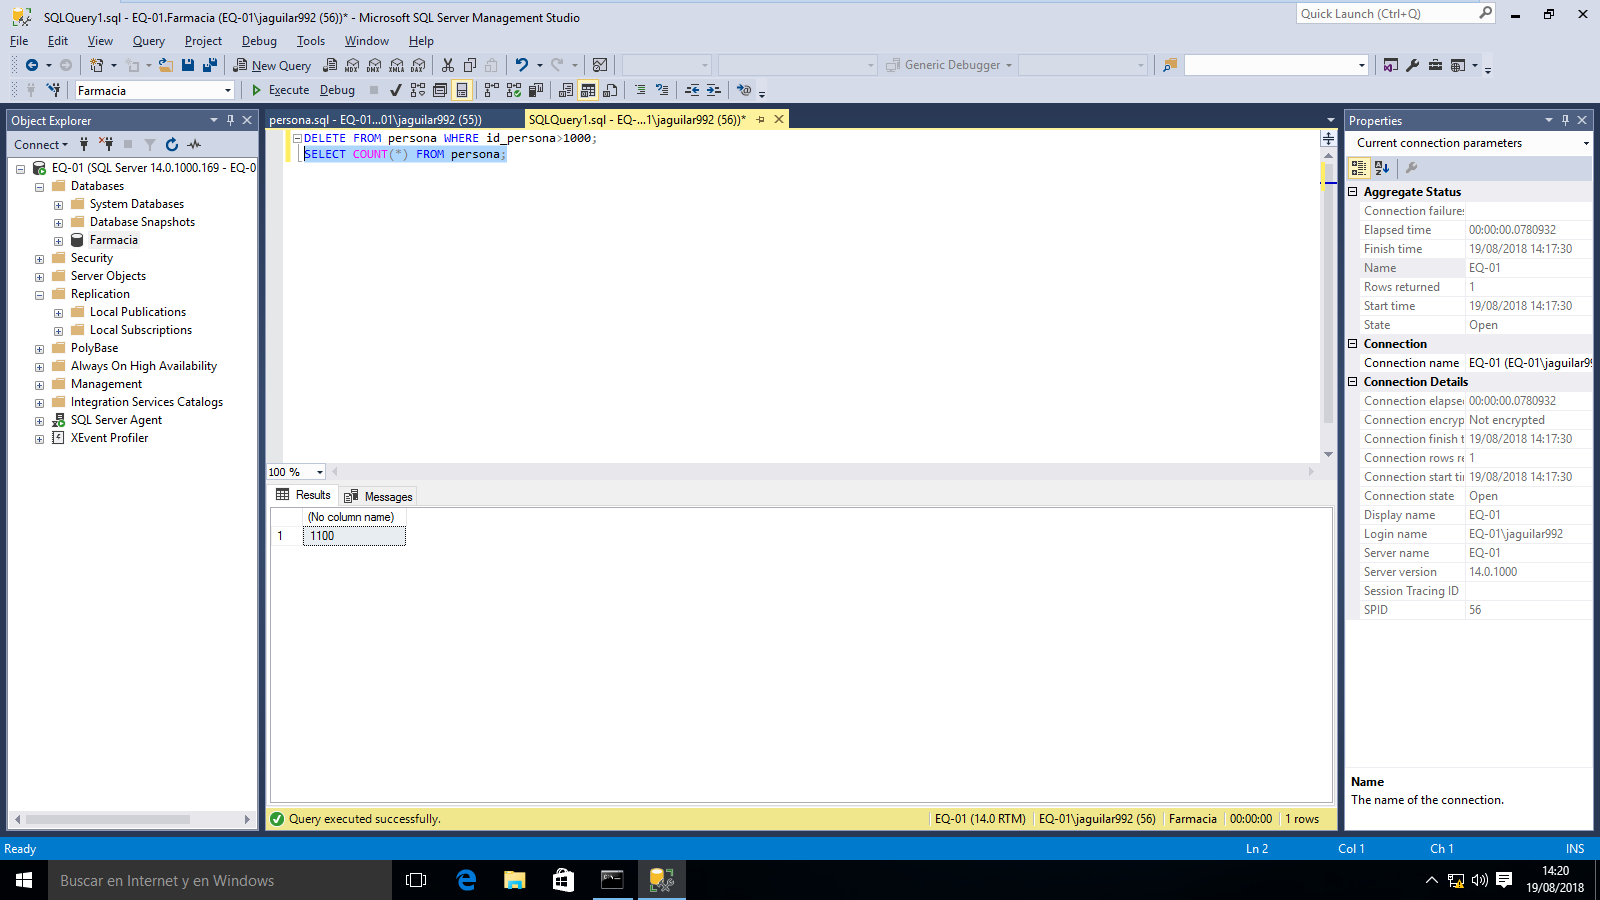 SQLQuery1.sql - EQ-01.Farmacia (EQ-01\jaguilar992 (56))* - Microsoft SQL Server Management Studio
Quick Launch (Ctrl+Q)
File Edit View Query Project Debug Tools Window Help
New Query MDX DMX XMLA DAX Generic Debugger
Farmacia Execute Debug
Object Explorer
Connect
EQ-01 (SQL Server 14.0.1000.169 - EQ-0
Databases
System Databases
Database Snapshots
Farmacia
Security
Server Objects
Replication
Local Publications
Local Subscriptions
PolyBase
Always On High Availability
Management
Integration Services Catalogs
SQL Server Agent
XEvent Profiler
persona.sql - EQ-01...01\jaguilar992 (55))
SQLQuery1.sql - EQ-...1\jaguilar992 (56))*
DELETE FROM persona WHERE id_persona>1000;
SELECT COUNT(*) FROM persona;
100 %
Results Messages
(No column name)
1 1100
Query executed successfully.
EQ-01 (14.0 RTM) EQ-01\jaguilar992 (56) Farmacia 00:00:00 1 rows
Properties
Current connection parameters
Aggregate Status
Connection failures
Elapsed time 00:00:00.0780932
Finish time 19/08/2018 14:17:30
Name EQ-01
Rows returned 1
Start time 19/08/2018 14:17:30
State Open
Connection
Connection name EQ-01 (EQ-01\jaguilar99
Connection Details
Connection elapse 00:00:00.0780932
Connection encryp Not encrypted
Connection finish t 19/08/2018 14:17:30
Connection rows re 1
Connection start ti 19/08/2018 14:17:30
Connection state Open
Display name EQ-01
Login name EQ-01\jaguilar992
Server name EQ-01
Server version 14.0.1000
Session Tracing ID
SPID 56
Name
The name of the connection.
Ready Ln 2 Col 1 Ch 1 INS
Buscar en Internet y en Windows
14:20
19/08/2018